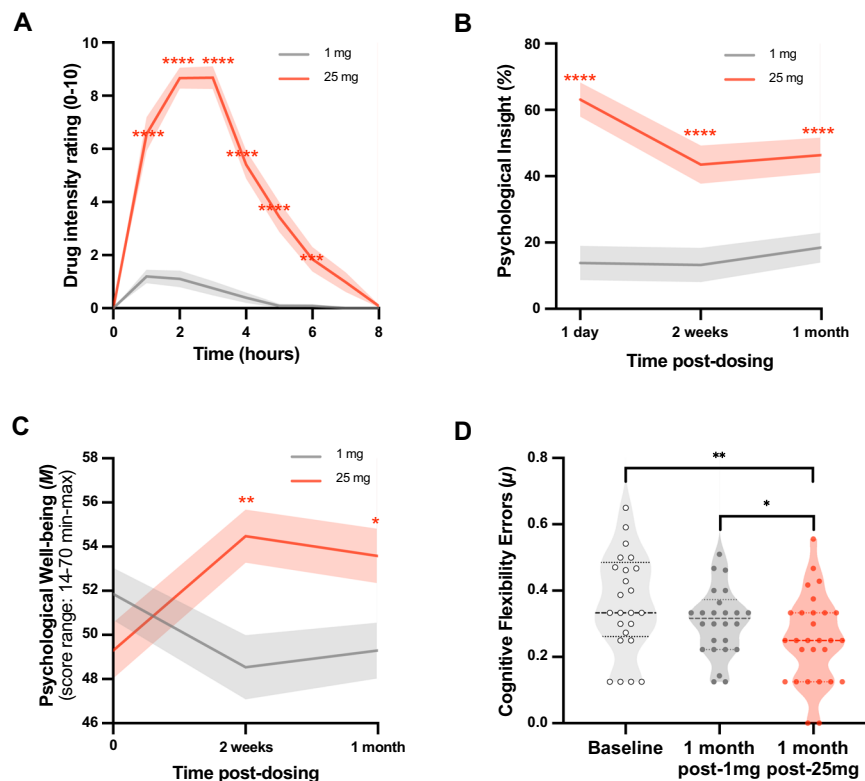 A
Drug intensity rating (0-10)
10
8
6
4
2
0
1 mg
25 mg
****
****
****
****
****
***
0
2
4
6
8
Time (hours)
B
Psychological Insight (%)
80
60
40
20
0
1 mg
25 mg
****
****
****
1 day
2 weeks
1 month
Time post-dosing
C
Psychological Well-being (M)
(score range: 14-70 min-max)
58
56
54
52
50
48
46
1 mg
25 mg
**
*
0
2 weeks
1 month
Time post-dosing
D
Cognitive Flexibility Errors (μ)
0.8
0.6
0.4
0.2
0.0
**
*
Baseline
1 month
post-1mg
1 month
post-25mg